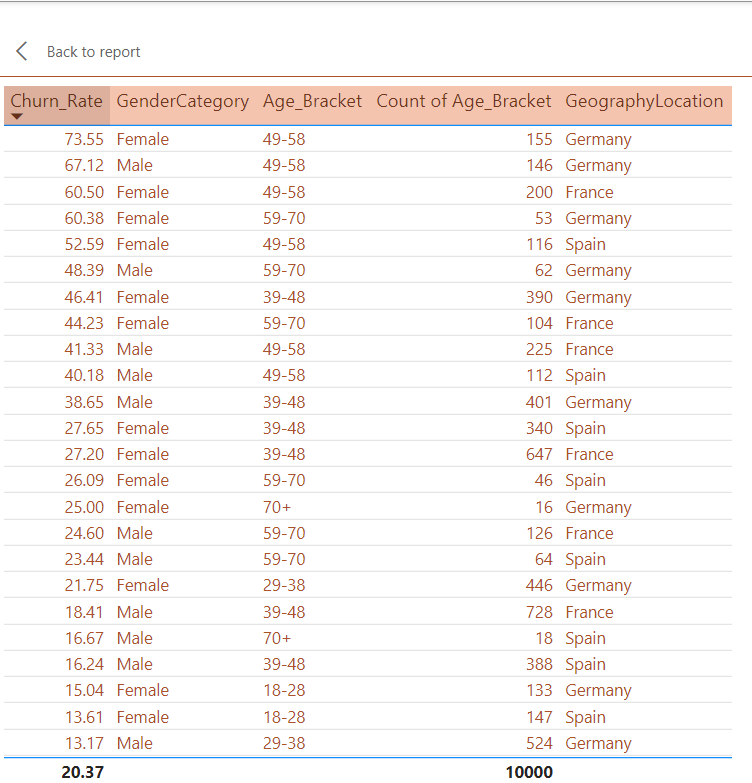 Back to report
Churn_Rate GenderCategory Age_Bracket Count of Age_Bracket GeographyLocation
73.55 Female 49-58 155 Germany
67.12 Male 49-58 146 Germany
60.50 Female 49-58 200 France
60.38 Female 59-70 53 Germany
52.59 Female 49-58 116 Spain
48.39 Male 59-70 62 Germany
46.41 Female 39-48 390 Germany
44.23 Female 59-70 104 France
41.33 Male 49-58 225 France
40.18 Male 49-58 112 Spain
38.65 Male 39-48 401 Germany
27.65 Female 39-48 340 Spain
27.20 Female 39-48 647 France
26.09 Female 59-70 46 Spain
25.00 Female 70+ 16 Germany
24.60 Male 59-70 126 France
23.44 Male 59-70 64 Spain
21.75 Female 29-38 446 Germany
18.41 Male 39-48 728 France
16.67 Male 70+ 18 Spain
16.24 Male 39-48 388 Spain
15.04 Female 18-28 133 Germany
13.61 Female 18-28 147 Spain
13.17 Male 29-38 524 Germany
20.37 10000